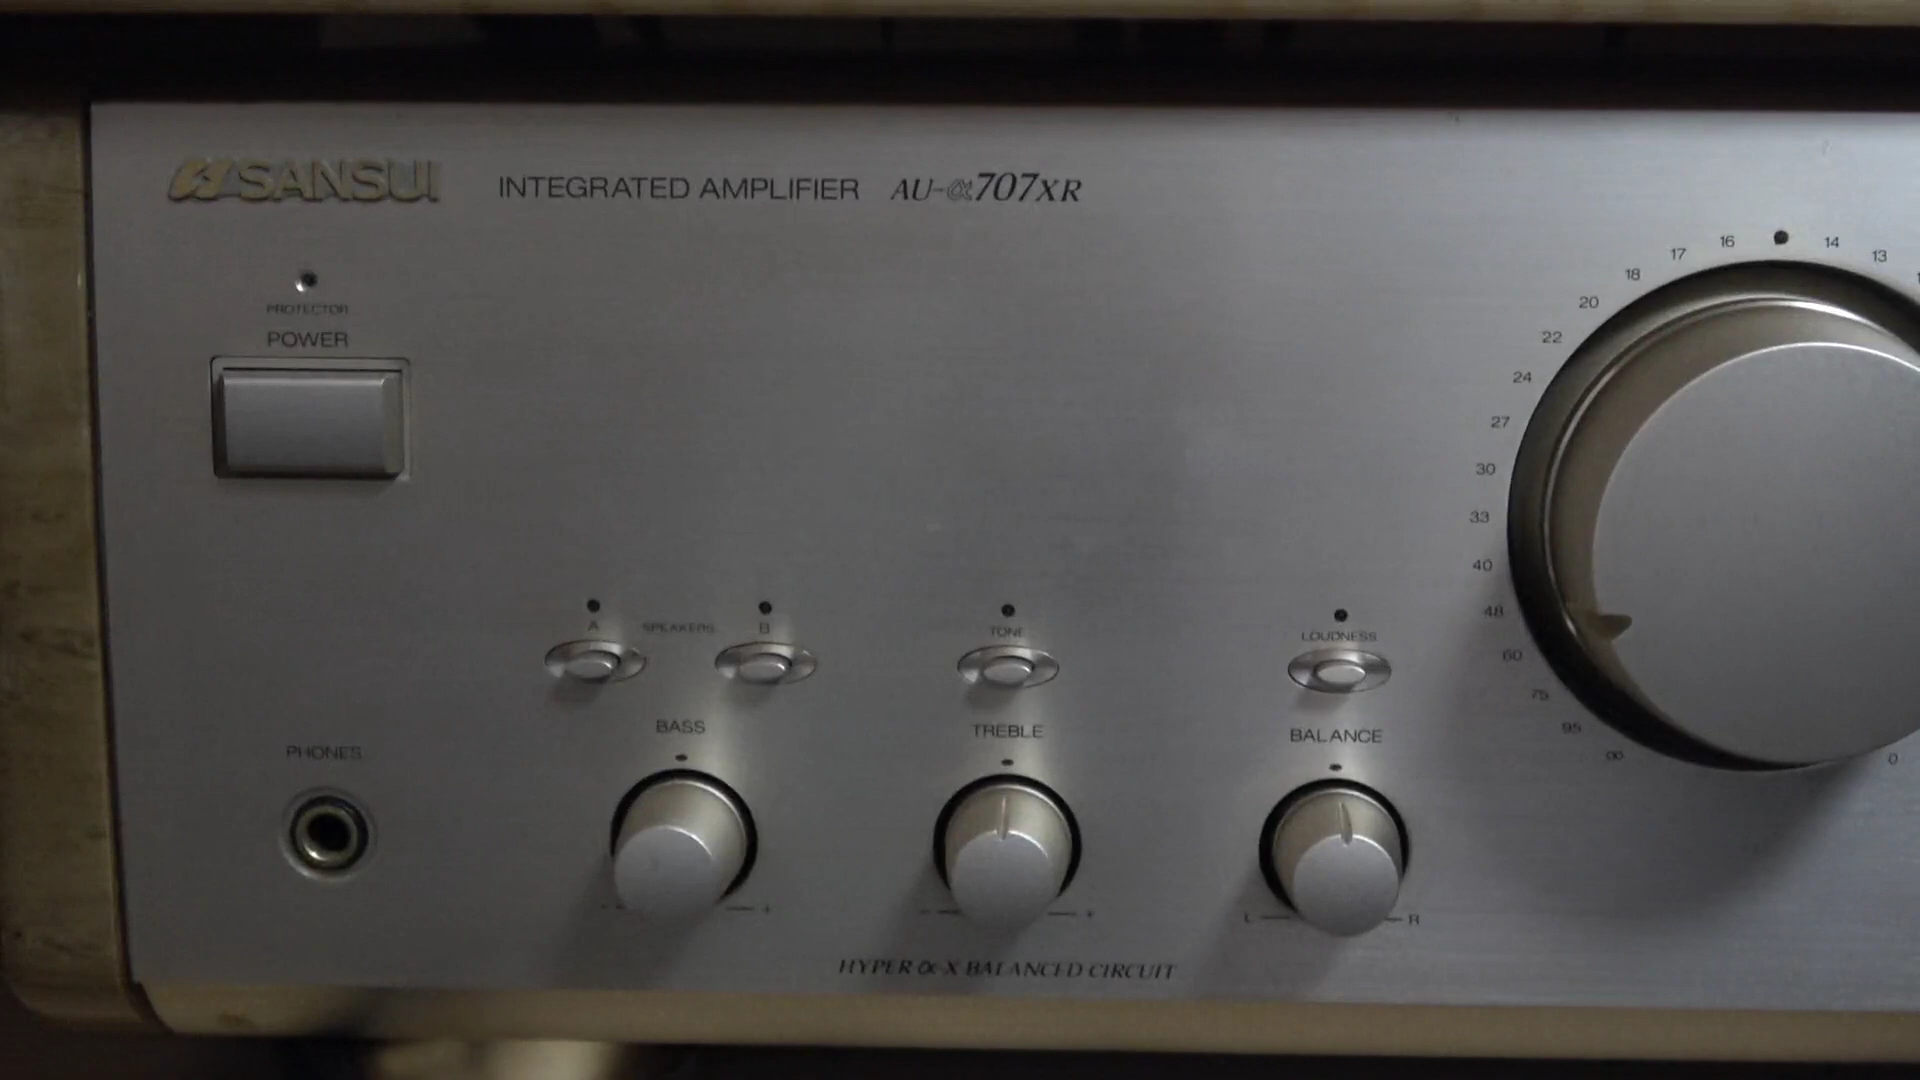 SANSUI INTEGRATED AMPLIFIER AU-α707XR
PROTECTOR
POWER
16 14
17 13
18
20
22
24
27
30
33
40
48
60
75
95
∞ 0
A SPEAKERS B
TONE
LOUDNESS
BASS
TREBLE
BALANCE
PHONES
- +
- +
L R
HYPER α-X BALANCED CIRCUIT